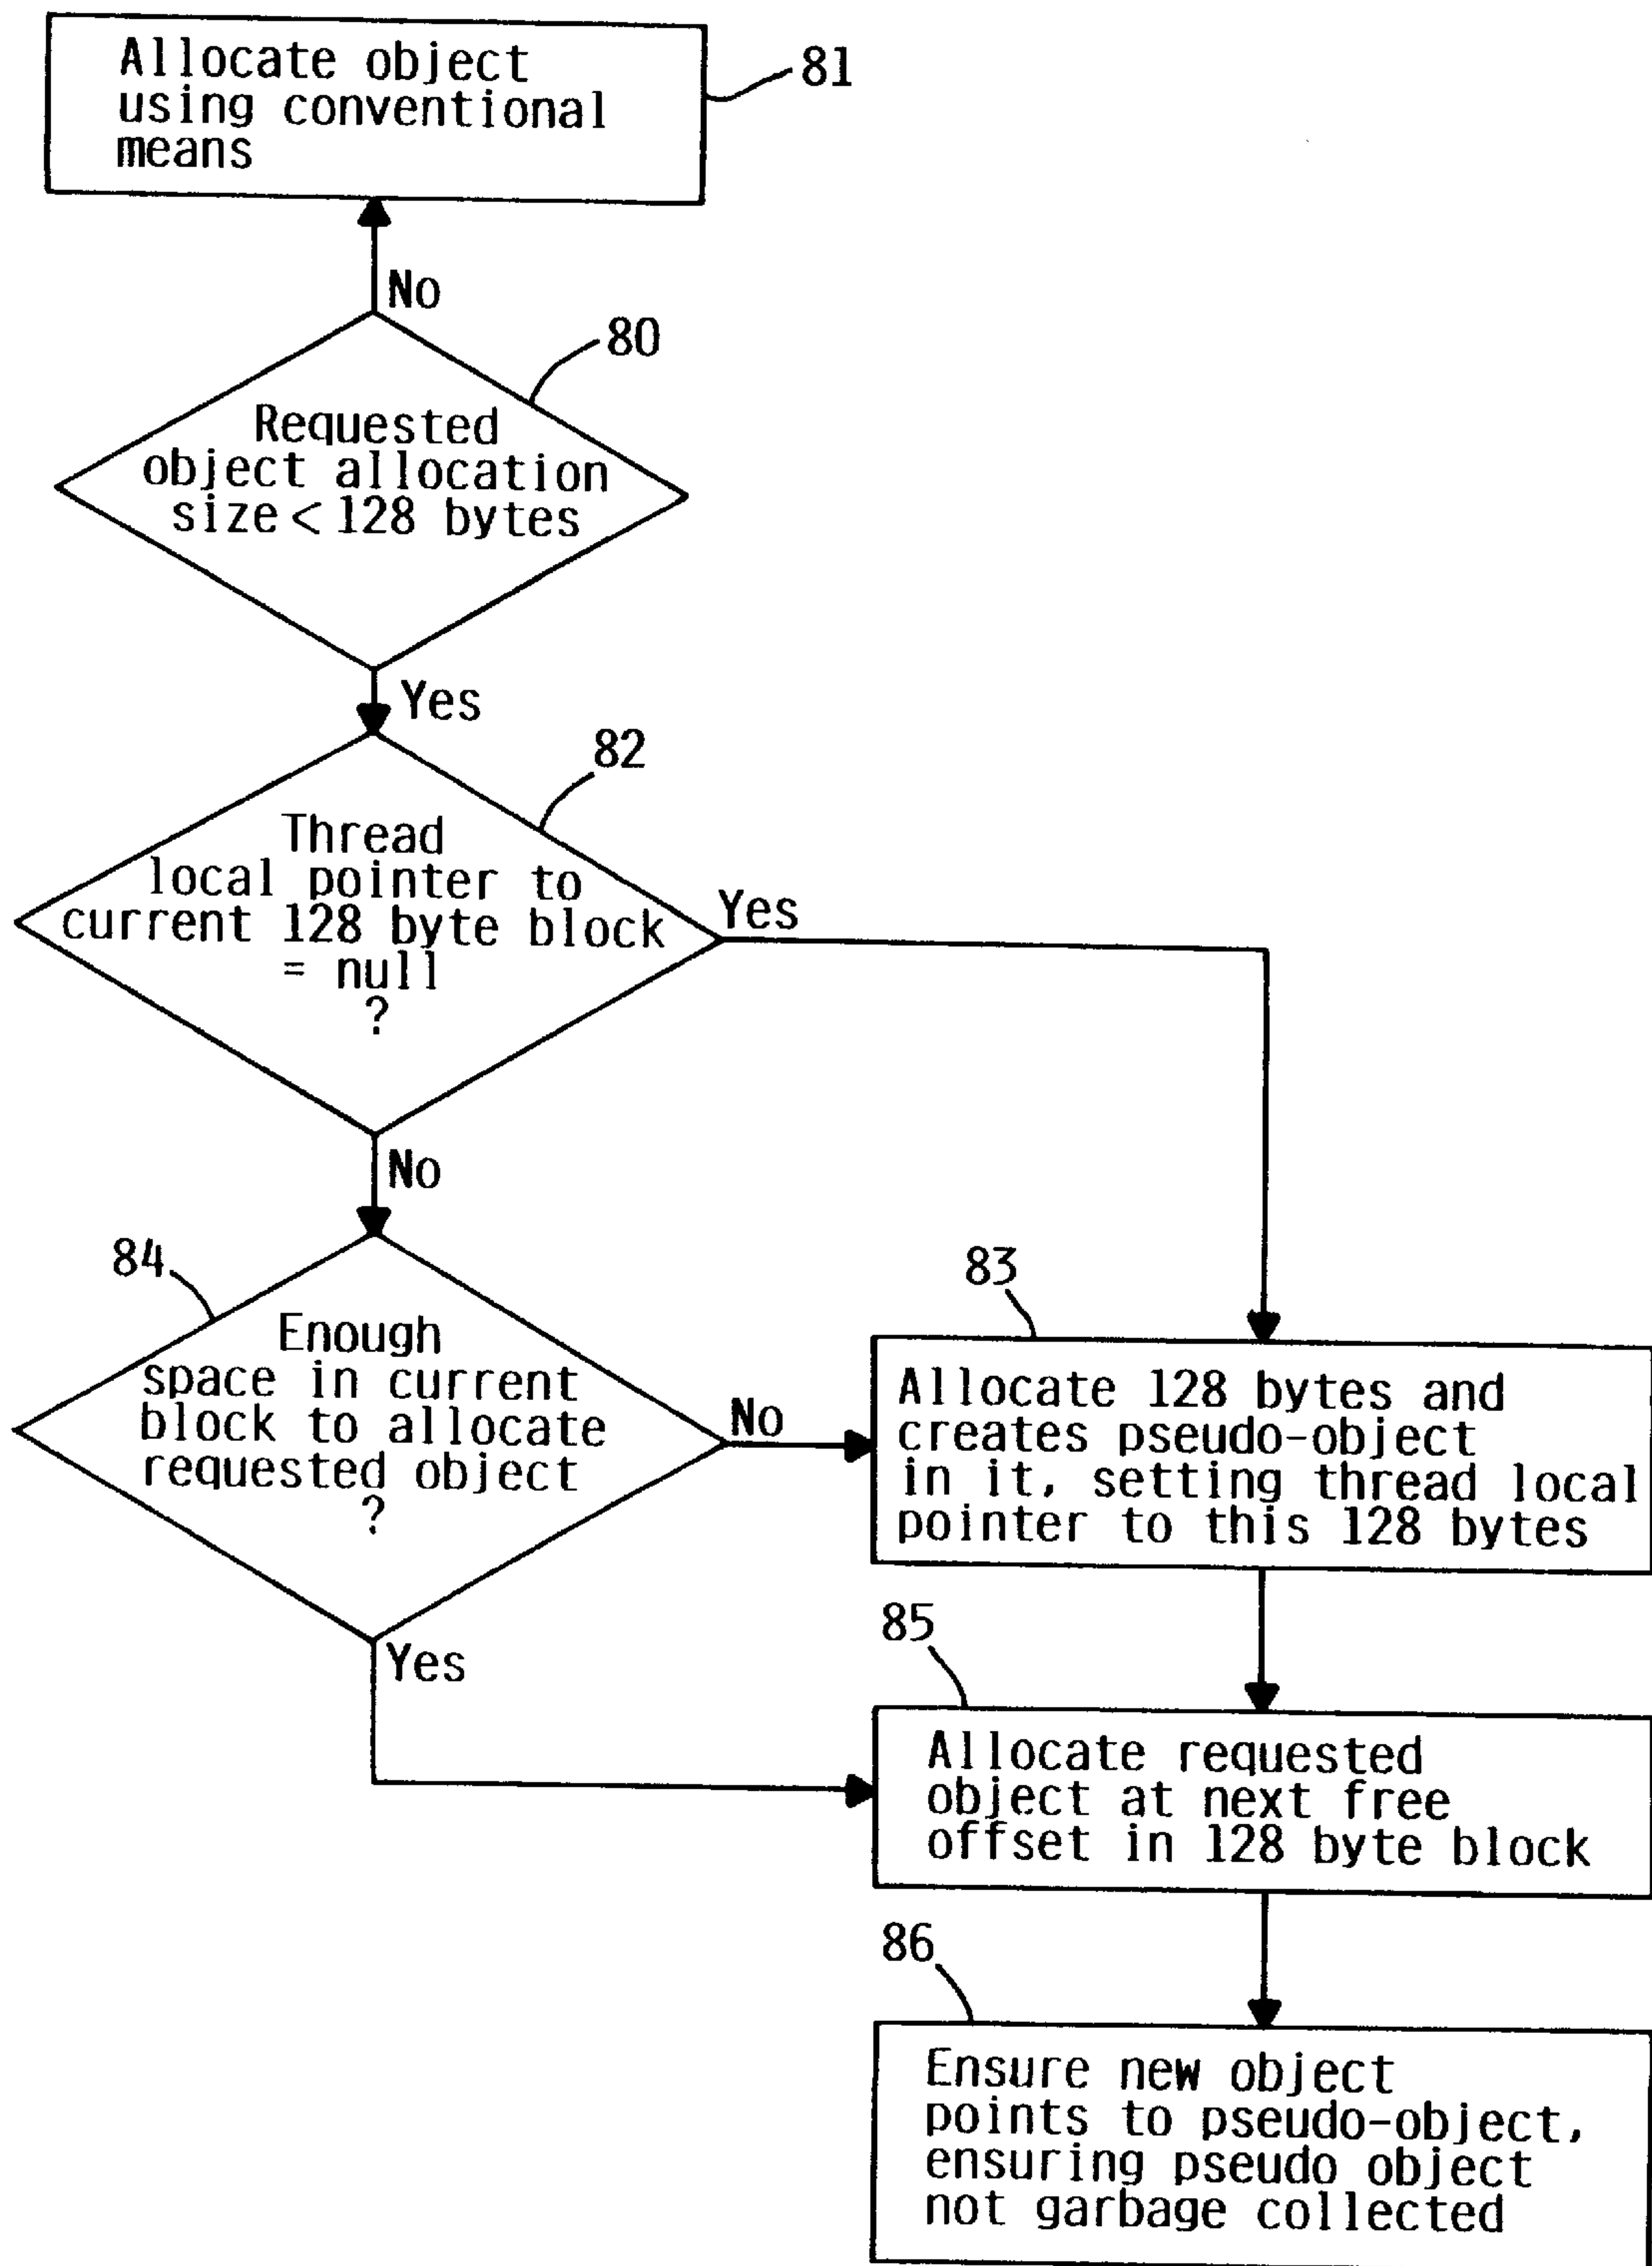 Allocate object
using conventional
means
81
No
80
Requested
object allocation
size < 128 bytes
Yes
82
Thread
local pointer to
current 128 byte block
= null
?
Yes
No
84
Enough
space in current
block to allocate
requested object
?
No
83
Allocate 128 bytes and
creates pseudo-object
in it, setting thread local
pointer to this 128 bytes
Yes
85
Allocate requested
object at next free
offset in 128 byte block
86
Ensure new object
points to pseudo-object,
ensuring pseudo object
not garbage collected